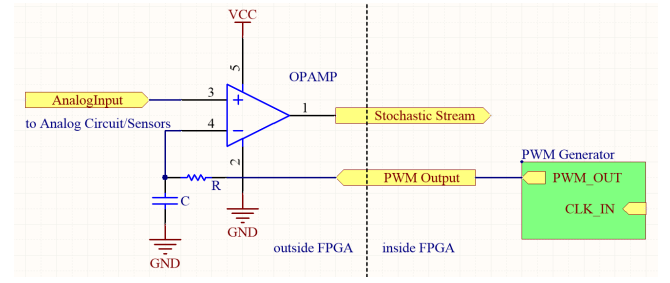 VCC
5
OPAMP
AnalogInput
3
1
Stochastic Stream
to Analog Circuit/Sensors
4
2
PWM Generator
R
PWM Output
PWM_OUT
C
CLK_IN
GND
GND
outside FPGA
inside FPGA